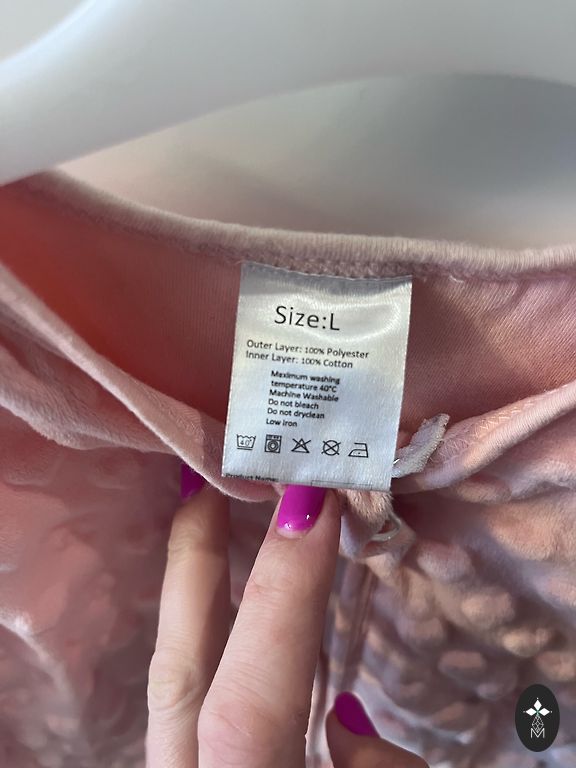 Size:L
Outer Layer: 100% Polyester
Inner Layer: 100% Cotton
Maximum washing
temperature 40°C
Machine Washable
Do not bleach
Do not dryclean
Low iron
40°
M